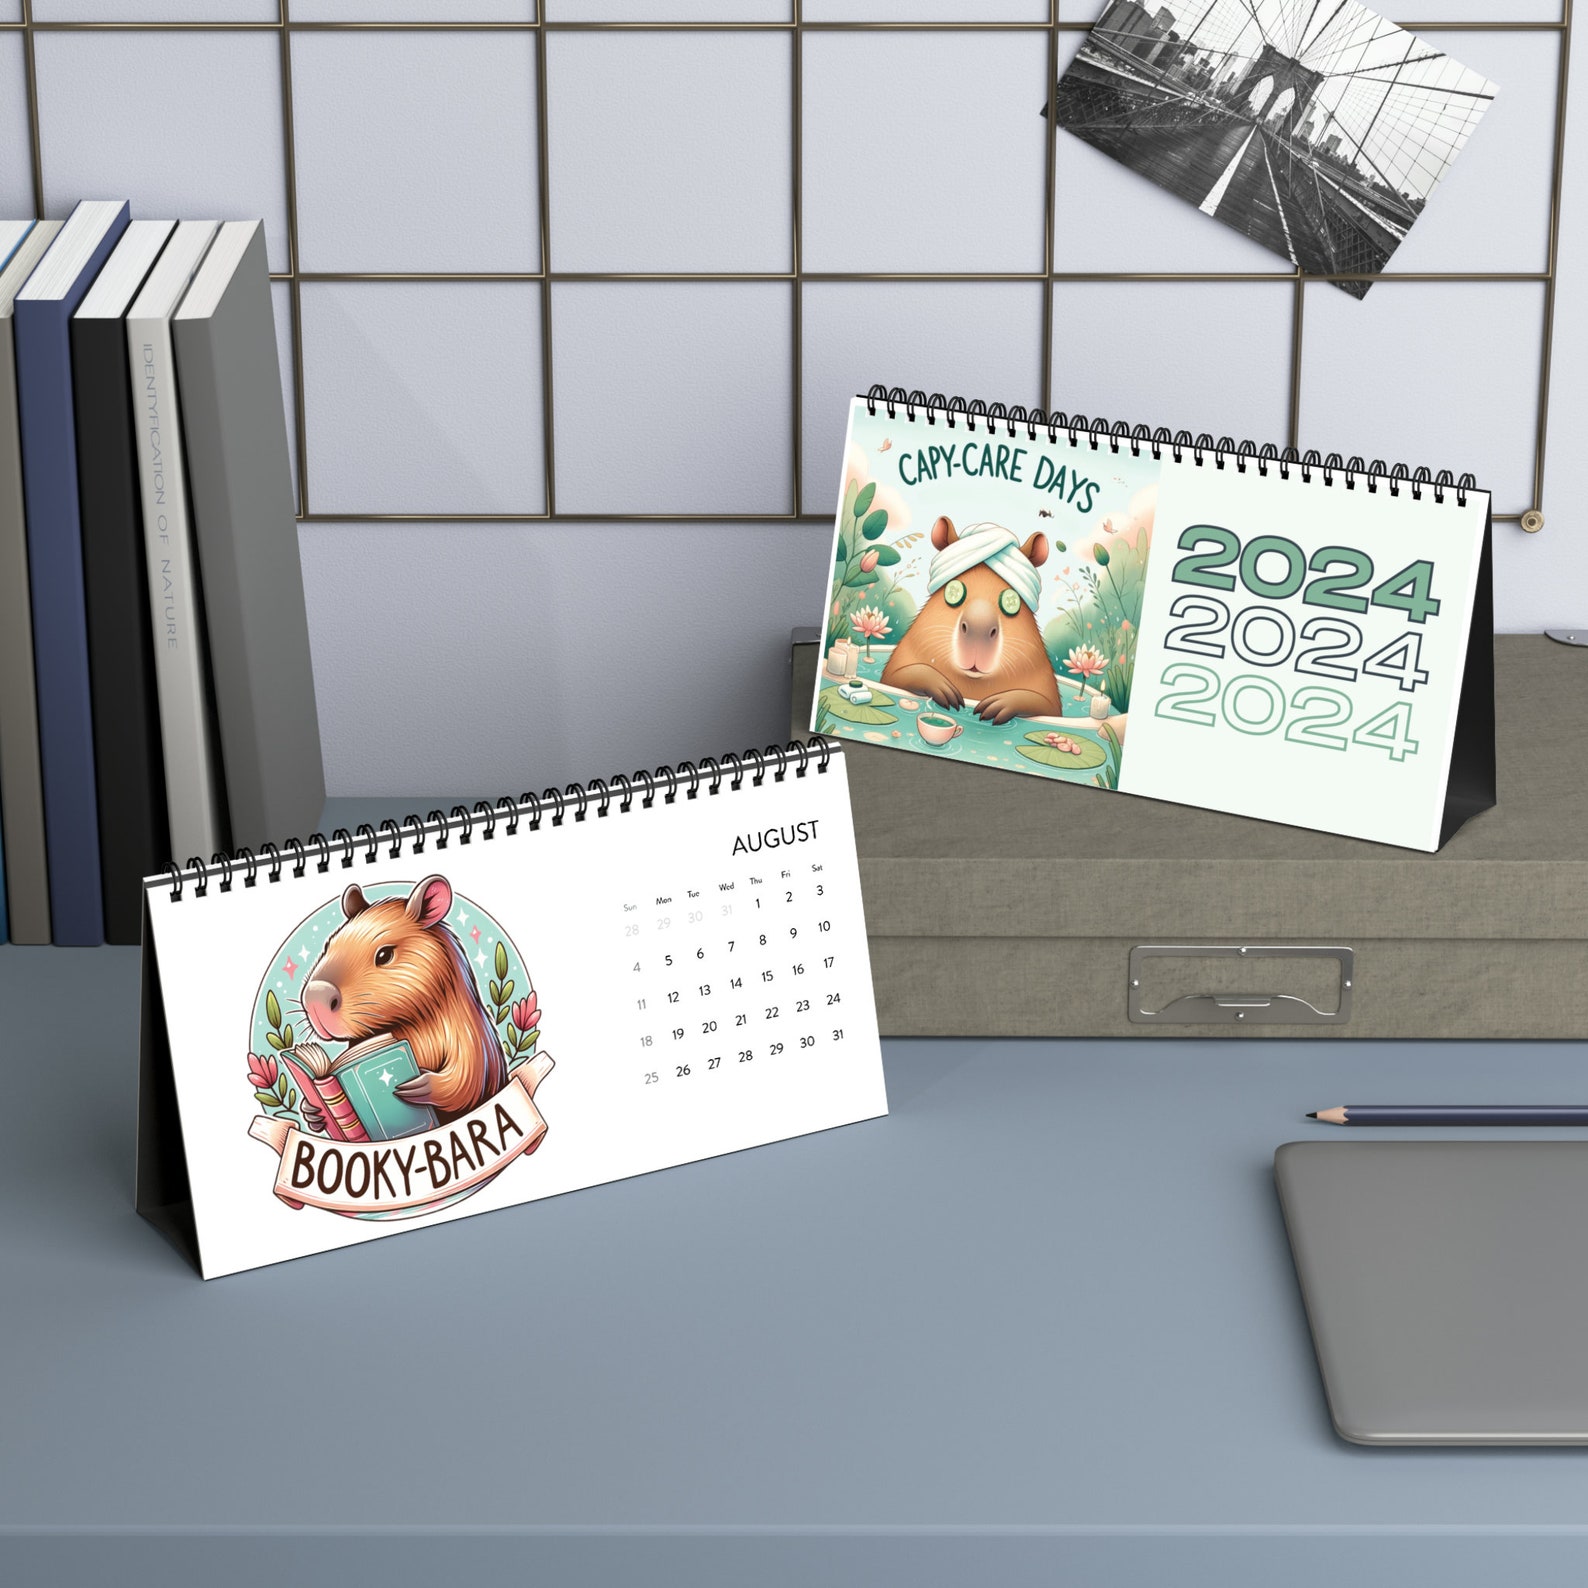 IDENTYFICATION OF NATURE
CAPY-CARE DAYS
2024
2024
2024
AUGUST
Sun Mon Tue Wed Thu Fri Sat
28 29 30 31 1 2 3
4 5 6 7 8 9 10
11 12 13 14 15 16 17
18 19 20 21 22 23 24
25 26 27 28 29 30 31
BOOKY-BARA